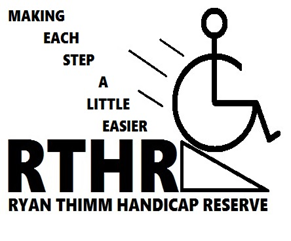 MAKING
EACH
STEP
A
LITTLE
EASIER
RTHR
RYAN THIMM HANDICAP RESERVE